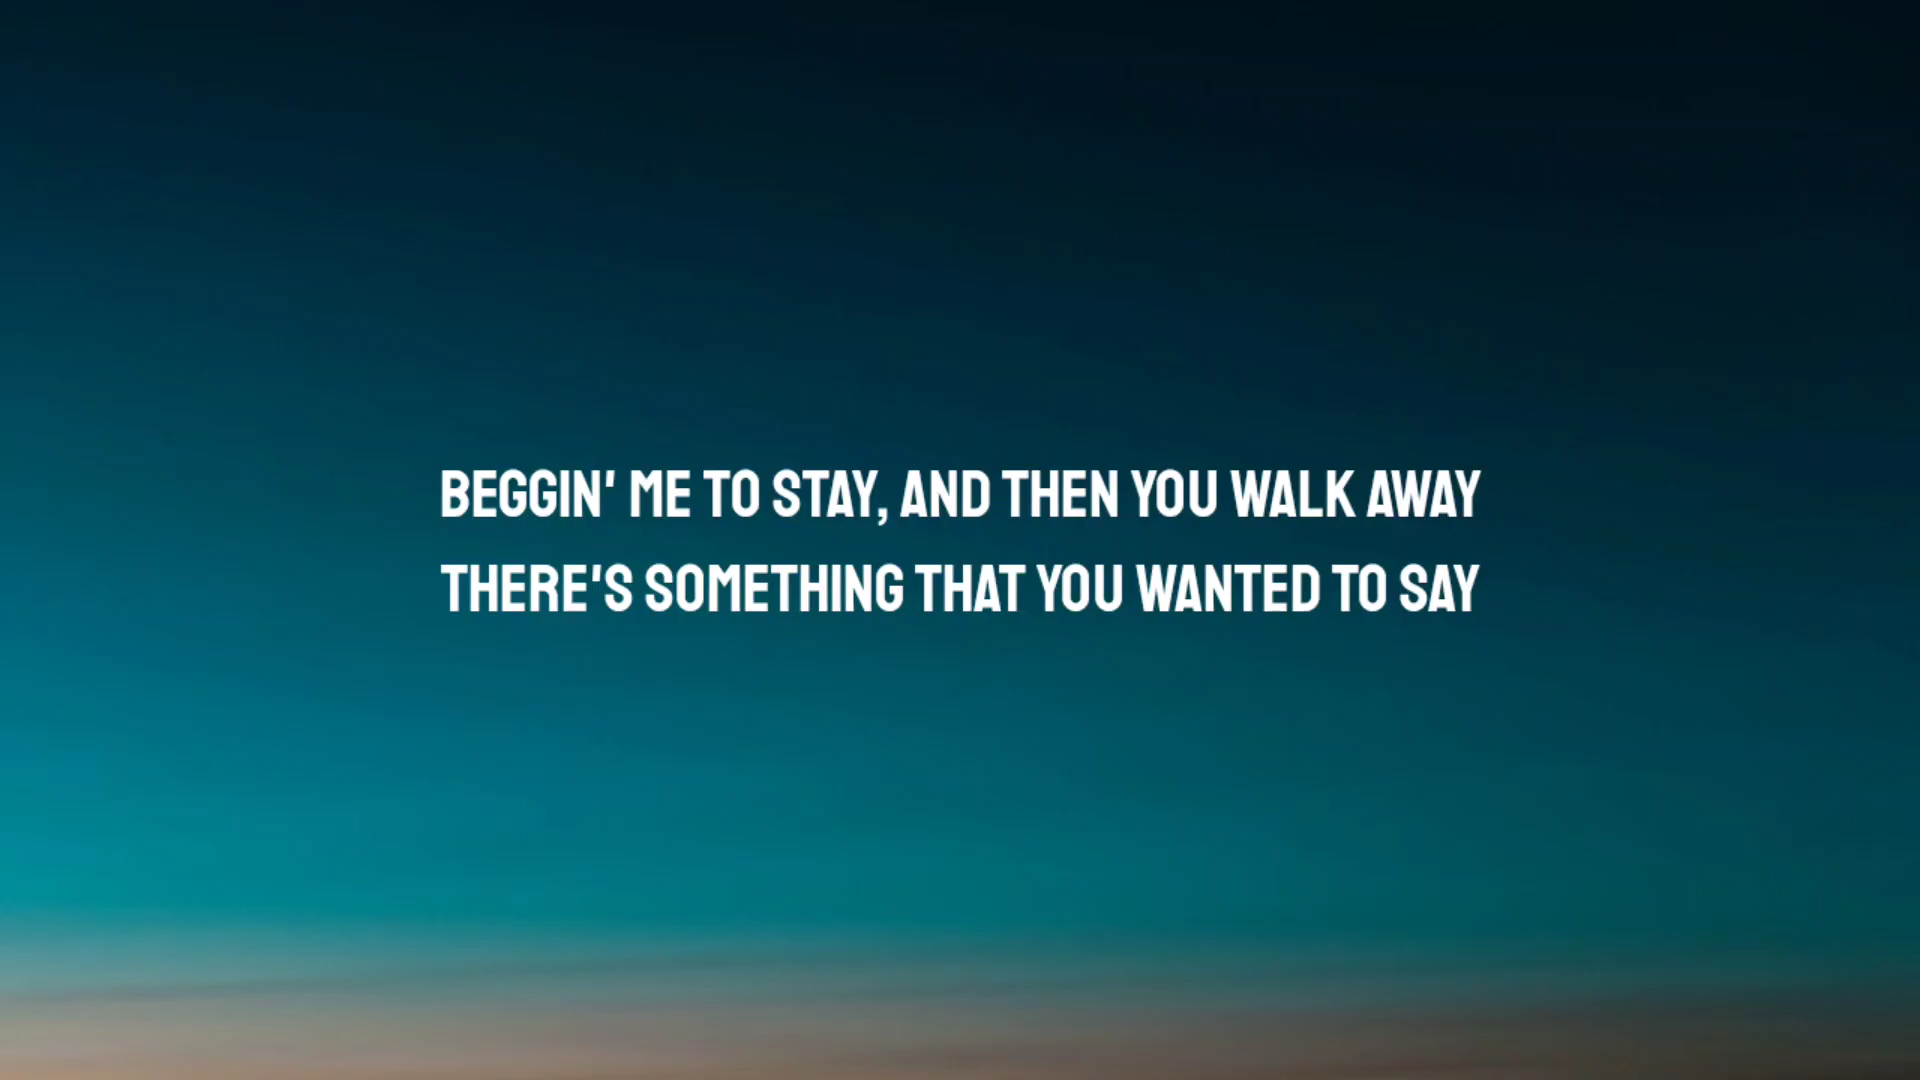 BEGGIN' ME TO STAY, AND THEN YOU WALK AWAY
THERE'S SOMETHING THAT YOU WANTED TO SAY